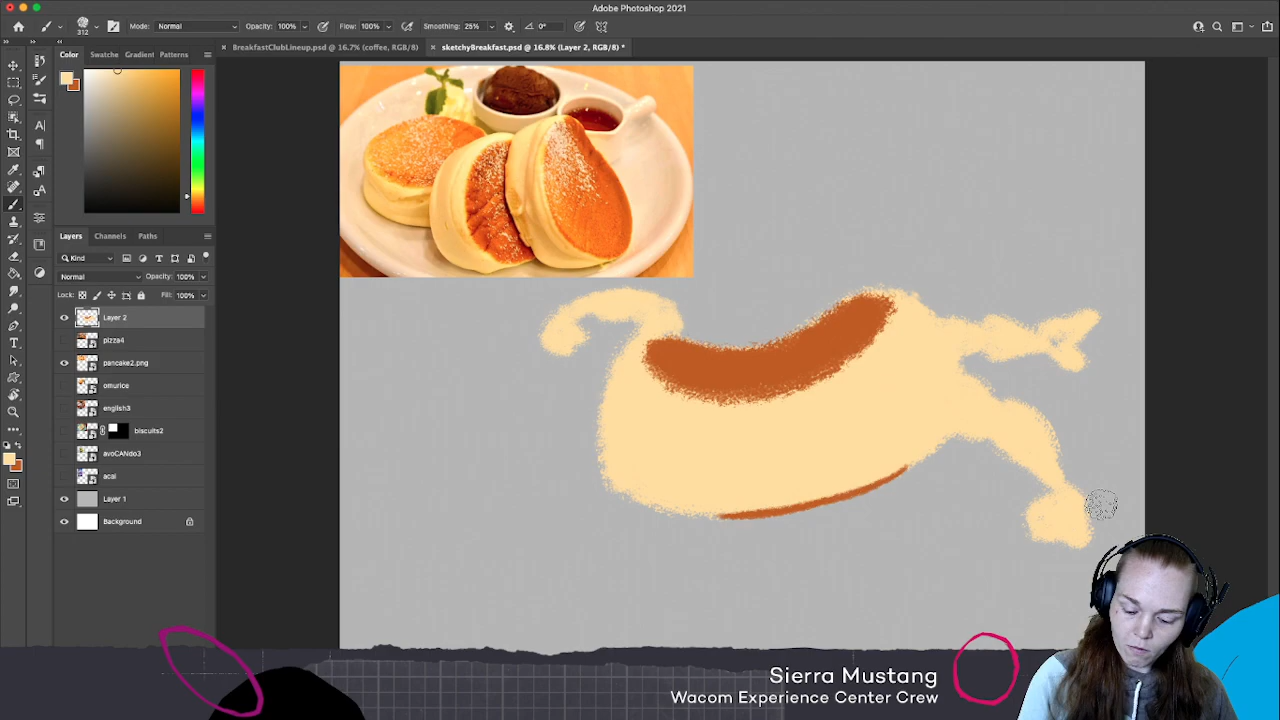 Adobe Photoshop 2021
312
Mode: Normal
Opacity: 100%
Flow: 100%
Smoothing: 25%
0°
BreakfastClubLineup.psd @ 16.7% (coffee, RGB/8)
sketchyBreakfast.psd @ 16.8% (Layer 2, RGB/8) *
Color
Swatches
Gradient
Patterns
Layers
Channels
Paths
Kind
Normal
Opacity: 100%
Lock:
Fill: 100%
Layer 2
pizza4
pancake2.png
omurice
english3
biscuits2
avoCANdo3
acai
Layer 1
Background
Sierra Mustang
Wacom Experience Center Crew